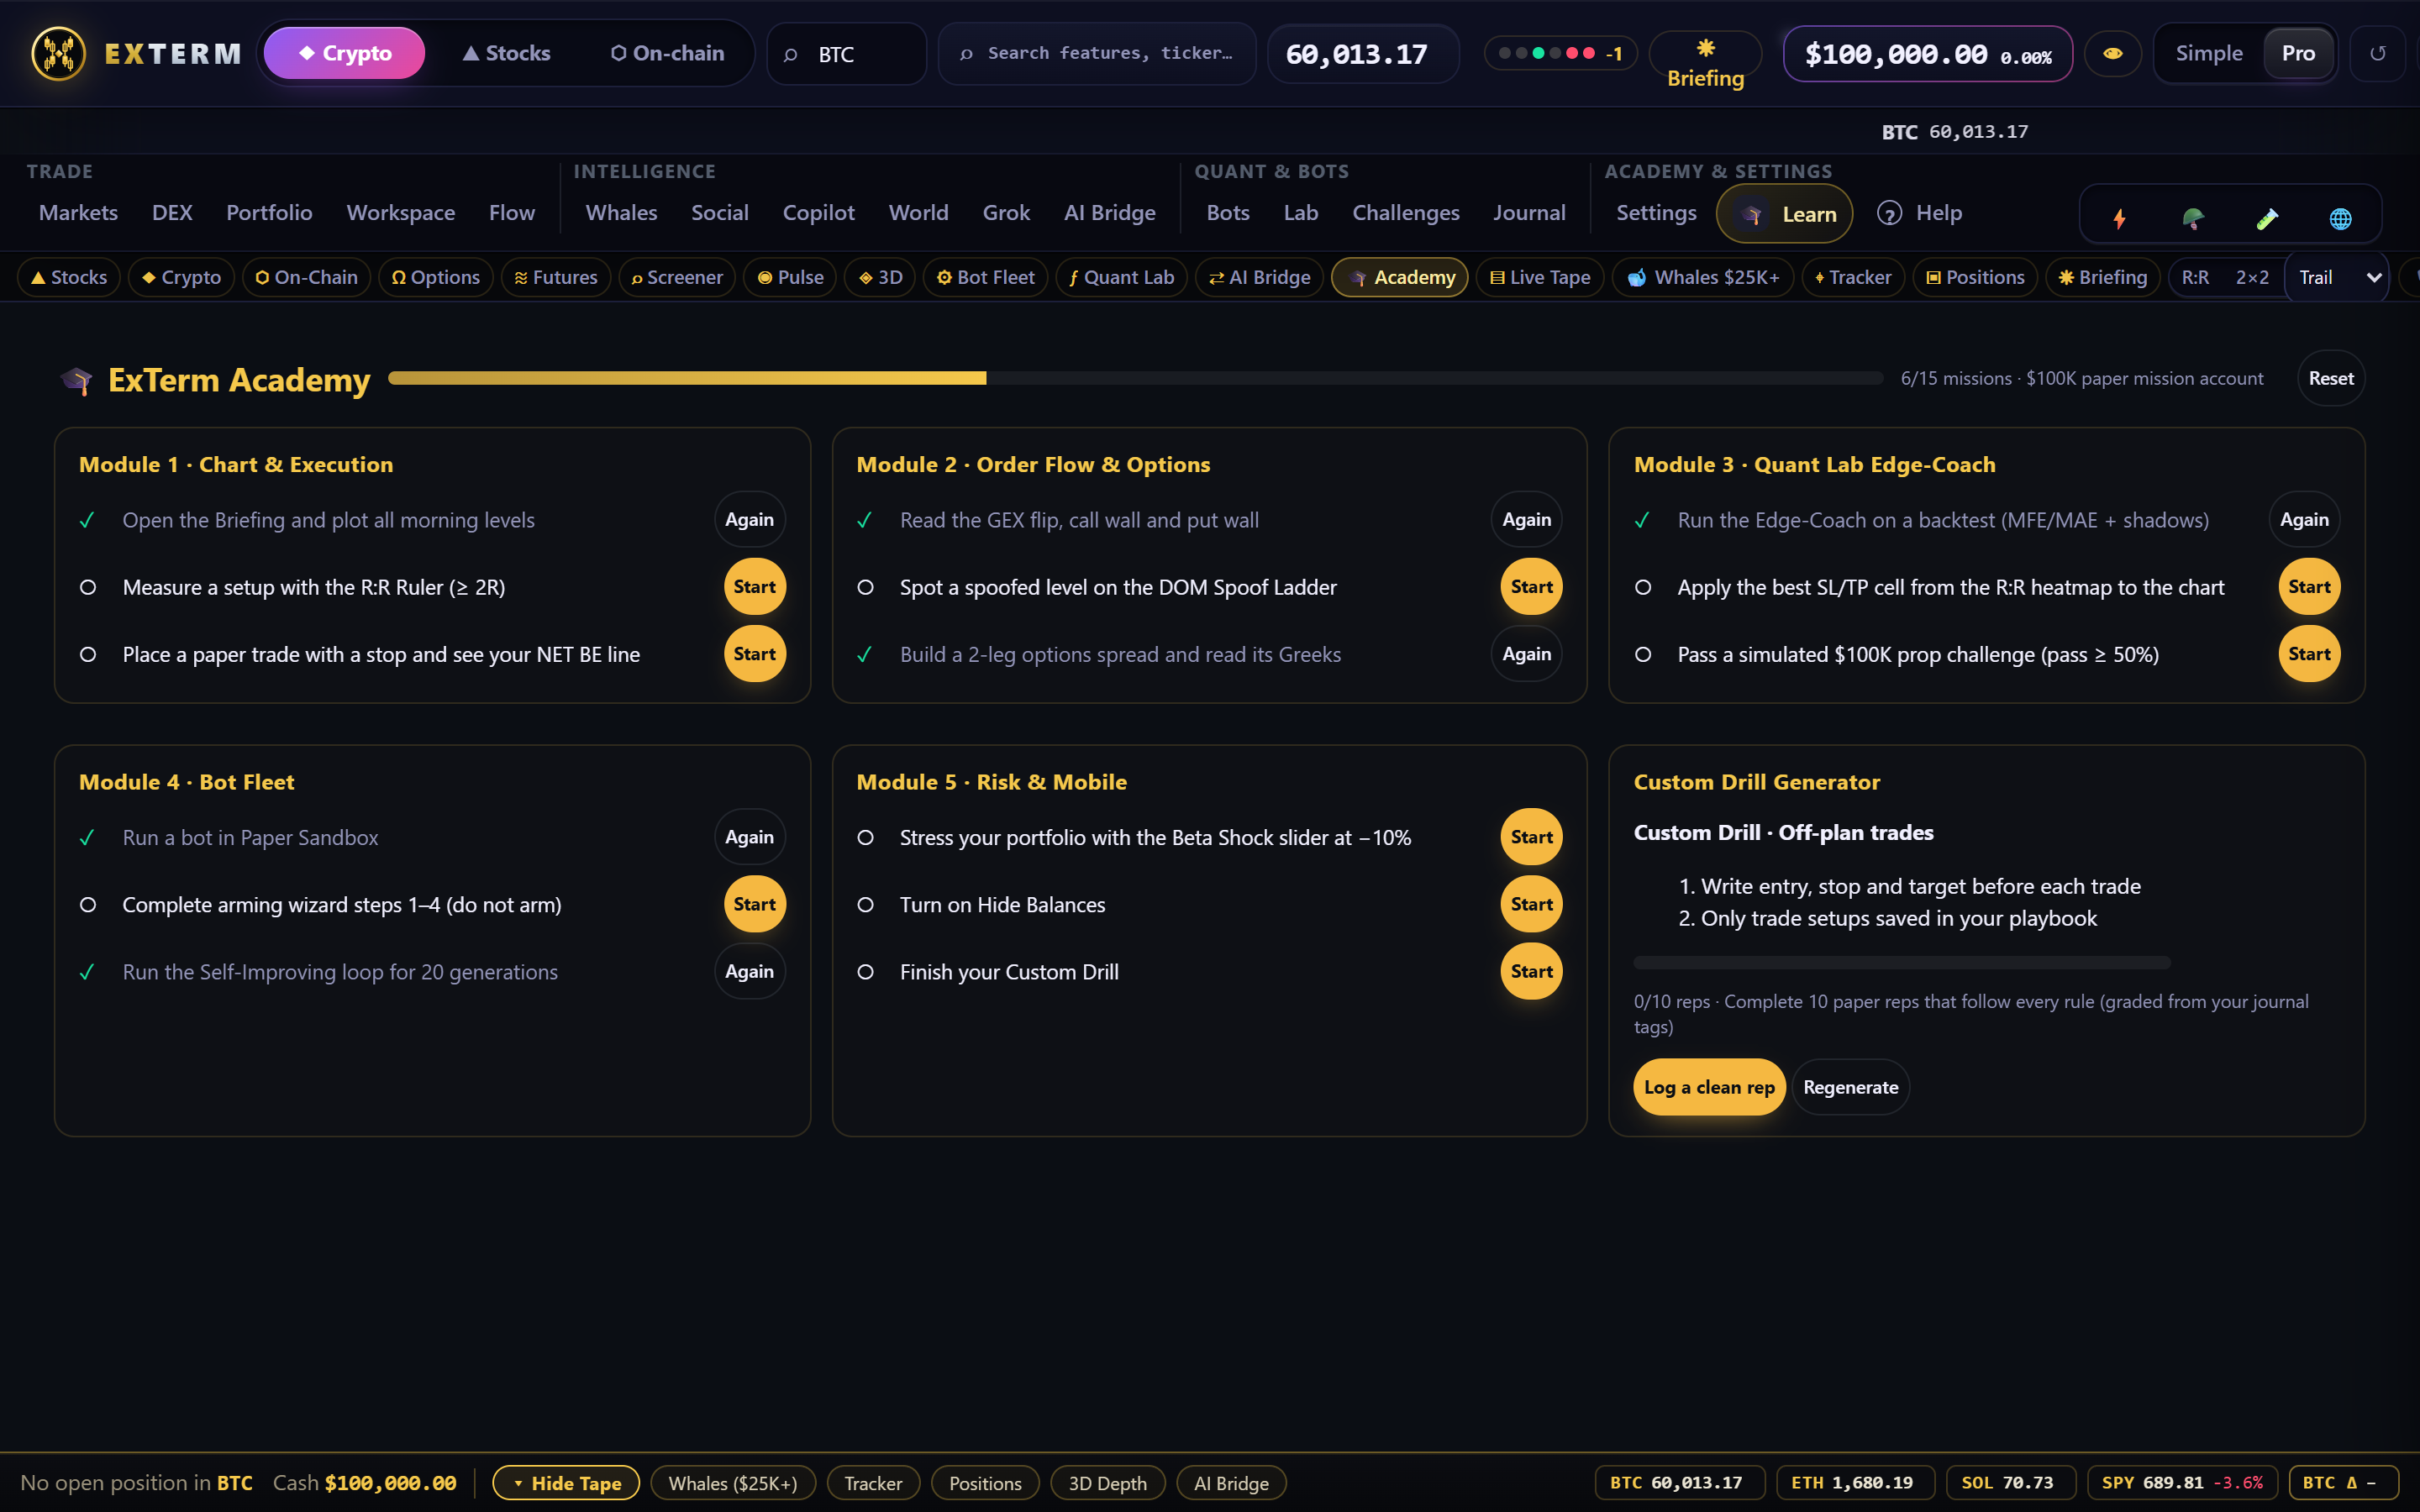 EXTERM
Crypto
Stocks
On-chain
BTC
Search features, ticker…
60,013.17
-1
Briefing
$100,000.00 0.00%
Simple
Pro
BTC 60,013.17
TRADE
Markets DEX Portfolio Workspace Flow
INTELLIGENCE
Whales Social Copilot World Grok AI Bridge
QUANT & BOTS
Bots Lab Challenges Journal
ACADEMY & SETTINGS
Settings Learn ? Help
Stocks Crypto On-Chain Ω Options Futures Screener Pulse 3D Bot Fleet ƒ Quant Lab AI Bridge Academy Live Tape Whales $25K+ Tracker Positions Briefing R:R 2×2 Trail
ExTerm Academy
6/15 missions · $100K paper mission account
Reset
Module 1 · Chart & Execution
✓ Open the Briefing and plot all morning levels Again
Measure a setup with the R:R Ruler (≥ 2R) Start
Place a paper trade with a stop and see your NET BE line Start
Module 2 · Order Flow & Options
✓ Read the GEX flip, call wall and put wall Again
Spot a spoofed level on the DOM Spoof Ladder Start
✓ Build a 2-leg options spread and read its Greeks Again
Module 3 · Quant Lab Edge-Coach
✓ Run the Edge-Coach on a backtest (MFE/MAE + shadows) Again
Apply the best SL/TP cell from the R:R heatmap to the chart Start
Pass a simulated $100K prop challenge (pass ≥ 50%) Start
Module 4 · Bot Fleet
✓ Run a bot in Paper Sandbox Again
Complete arming wizard steps 1–4 (do not arm) Start
✓ Run the Self-Improving loop for 20 generations Again
Module 5 · Risk & Mobile
Stress your portfolio with the Beta Shock slider at −10% Start
Turn on Hide Balances Start
Finish your Custom Drill Start
Custom Drill Generator
Custom Drill · Off-plan trades
1. Write entry, stop and target before each trade
2. Only trade setups saved in your playbook
0/10 reps · Complete 10 paper reps that follow every rule (graded from your journal
tags)
Log a clean rep Regenerate
No open position in BTC Cash $100,000.00 Hide Tape Whales ($25K+) Tracker Positions 3D Depth AI Bridge BTC 60,013.17 ETH 1,680.19 SOL 70.73 SPY 689.81 -3.6% BTC Δ –